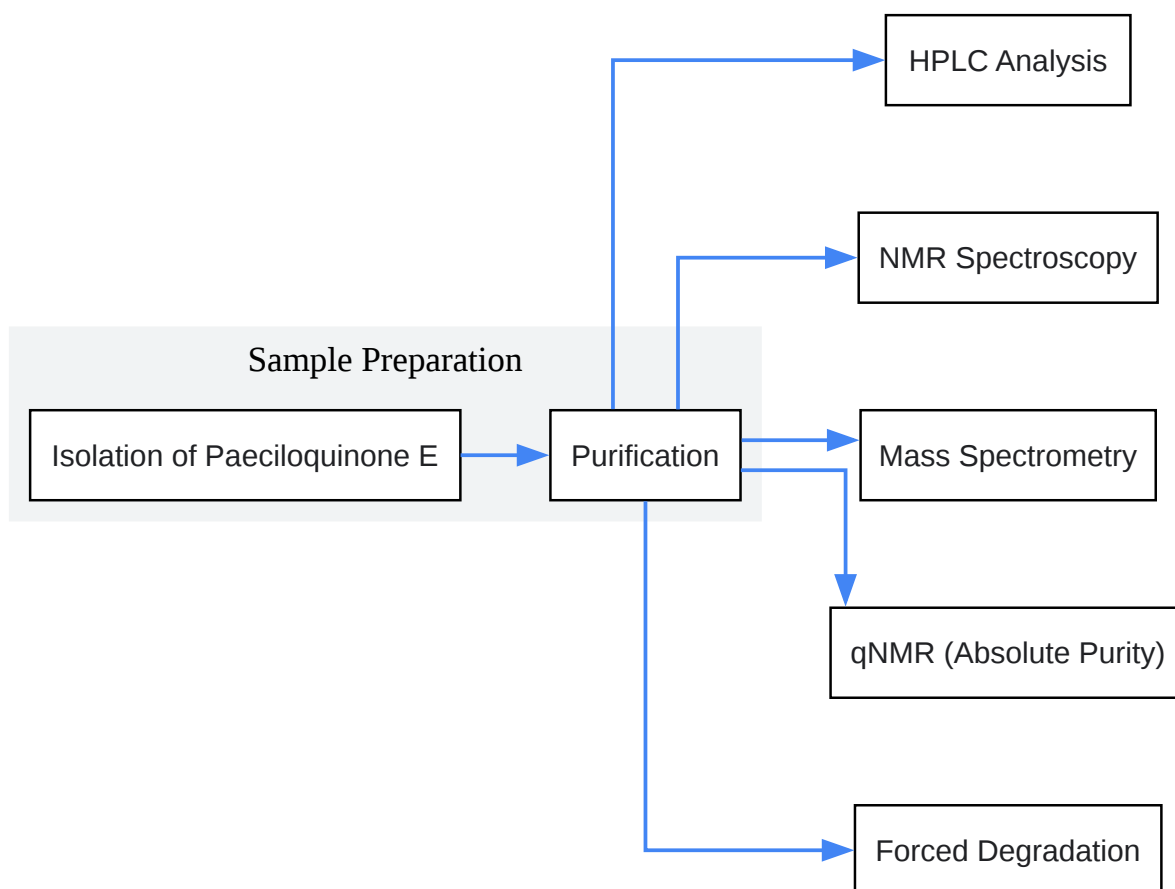 HPLC Analysis
NMR Spectroscopy
Sample Preparation
Isolation of Paeciloquinone E
Purification
Mass Spectrometry
qNMR (Absolute Purity)
Forced Degradation